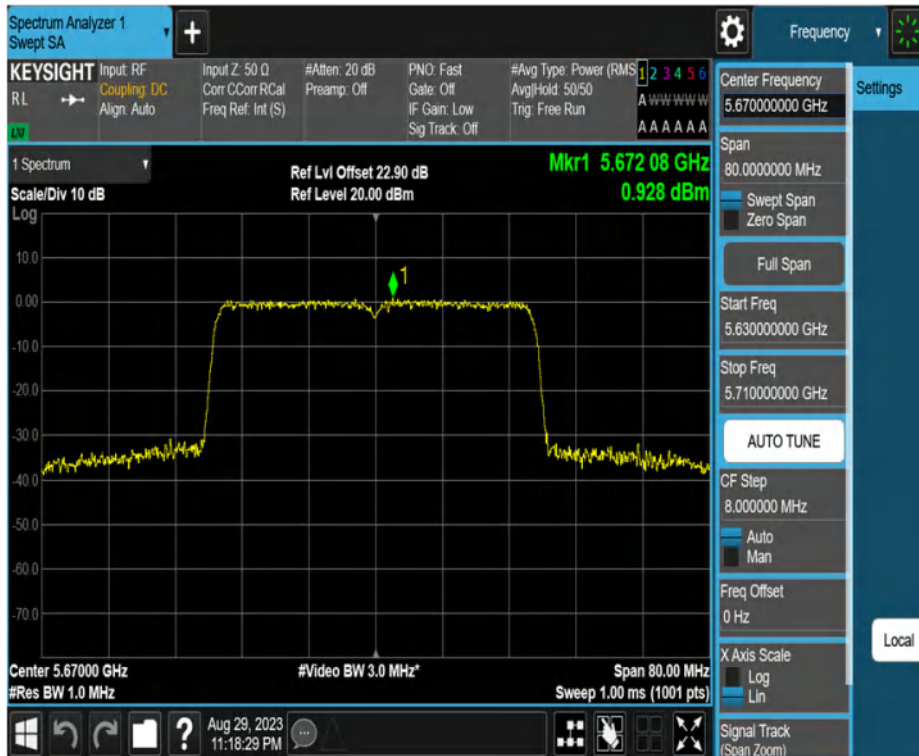 Spectrum Analyzer 1
Swept SA
Frequency
KEYSIGHT
RL
LXI
Input: RF
Coupling: DC
Align: Auto
Input Z: 50 Ω
Corr CCorr RCal
Freq Ref: Int (S)
#Atten: 20 dB
Preamp: Off
PNO: Fast
Gate: Off
IF Gain: Low
Sig Track: Off
#Avg Type: Power (RMS
Avg|Hold: 50/50
Trig: Free Run
1 2 3 4 5 6
A W W W W W
A A A A A A
1 Spectrum
Scale/Div 10 dB
Log
Ref Lvl Offset 22.90 dB
Ref Level 20.00 dBm
Mkr1 5.672 08 GHz
0.928 dBm
10.0
0.00
-10.0
-20.0
-30.0
-40.0
-50.0
-60.0
-70.0
1
Center 5.67000 GHz
#Res BW 1.0 MHz
#Video BW 3.0 MHz*
Span 80.00 MHz
Sweep 1.00 ms (1001 pts)
Aug 29, 2023
11:18:29 PM
Center Frequency
5.670000000 GHz
Span
80.0000000 MHz
Swept Span
Zero Span
Full Span
Start Freq
5.630000000 GHz
Stop Freq
5.710000000 GHz
AUTO TUNE
CF Step
8.000000 MHz
Auto
Man
Freq Offset
0 Hz
X Axis Scale
Log
Lin
Signal Track
(Span Zoom)
Settings
Local